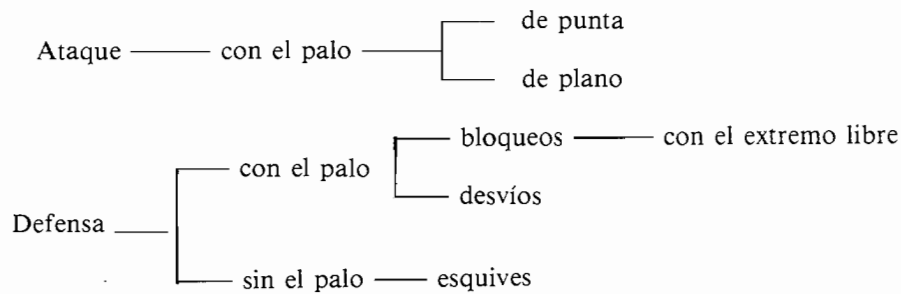 de punta
Ataque con el palo
de plano
bloqueos con el extremo libre
con el palo
desvíos
Defensa
sin el palo esquives